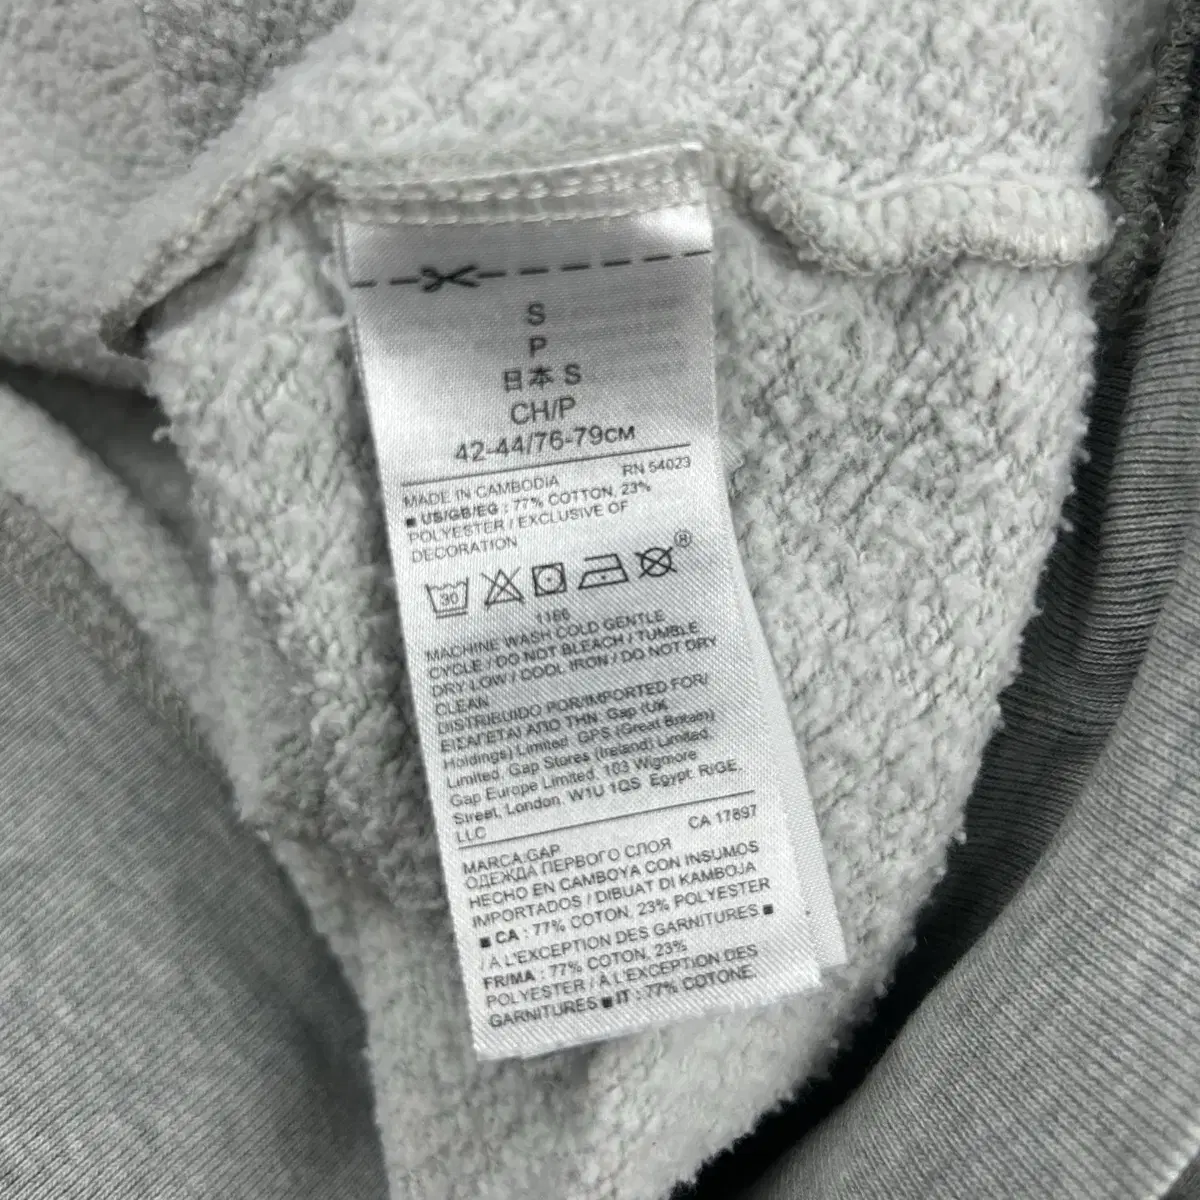 S
P
日本 S
CH/P
42-44/76-79CM
RN 54023
MADE IN CAMBODIA
■ US/GB/EG : 77% COTTON, 23%
POLYESTER / EXCLUSIVE OF
DECORATION
30
®
1166
MACHINE WASH COLD GENTLE
CYCLE / DO NOT BLEACH / TUMBLE
DRY LOW / COOL IRON / DO NOT DRY
CLEAN
DISTRIBUIDO POR/IMPORTED FOR/
ΕΙΣΑΓΕΤΑΙ ΑΠΟ ΤΗΝ: Gap (UK
Holdings) Limited, GPS (Great Britain)
Limited, Gap Stores (Ireland) Limited,
Gap Europe Limited, 103 Wigmore
Street, London, W1U 1QS Egypt: RIGE,
LLC
CA 17897
MARCA:GAP
ОДЕЖДА ПЕРВОГО СЛОЯ
HECHO EN CAMBOYA CON INSUMOS
IMPORTADOS / DIBUAT DI KAMBOJA
■ CA : 77% COTON, 23% POLYESTER
/ À L'EXCEPTION DES GARNITURES ■
FR/MA : 77% COTON, 23%
POLYESTER / À L'EXCEPTION DES
GARNITURES ■ IT : 77% COTONE,